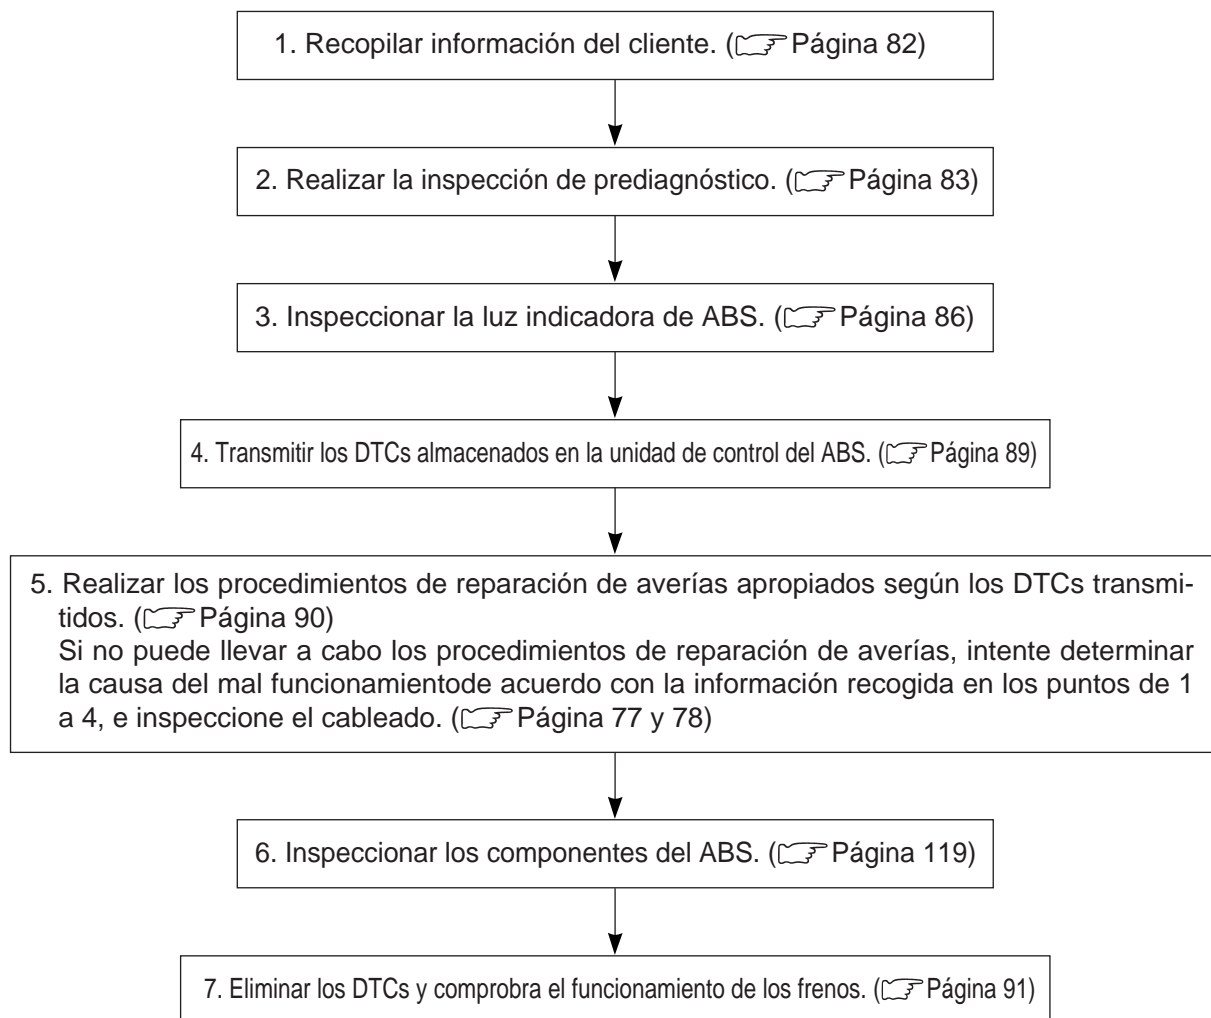 1. Recopilar información del cliente. (Página 82)
2. Realizar la inspección de prediagnóstico. (Página 83)
3. Inspeccionar la luz indicadora de ABS. (Página 86)
4. Transmitir los DTCs almacenados en la unidad de control del ABS. (Página 89)
5. Realizar los procedimientos de reparación de averías apropiados según los DTCs transmi-
tidos. (Página 90)
Si no puede llevar a cabo los procedimientos de reparación de averías, intente determinar
la causa del mal funcionamientode acuerdo con la información recogida en los puntos de 1
a 4, e inspeccione el cableado. (Página 77 y 78)
6. Inspeccionar los componentes del ABS. (Página 119)
7. Eliminar los DTCs y comprobra el funcionamiento de los frenos. (Página 91)